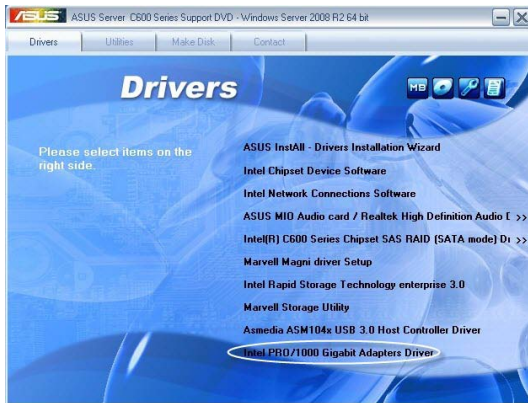 ASUS
ASUS Server C600 Series Support DVD - Windows Server 2008 R2 64 bit
Drivers
Utilities
Make Disk
Contact
Drivers
MB
Please select items on the
right side.
ASUS InstAll - Drivers Installation Wizard
Intel Chipset Device Software
Intel Network Connections Software
ASUS MIO Audio card / Realtek High Definition Audio D >>
Intel(R) C600 Series Chipset SAS RAID (SATA mode) Dr >>
Marvell Magni driver Setup
Intel Rapid Storage Technology enterprise 3.0
Marvell Storage Utility
Asmedia ASM104x USB 3.0 Host Controller Driver
Intel PRO/1000 Gigabit Adapters Driver